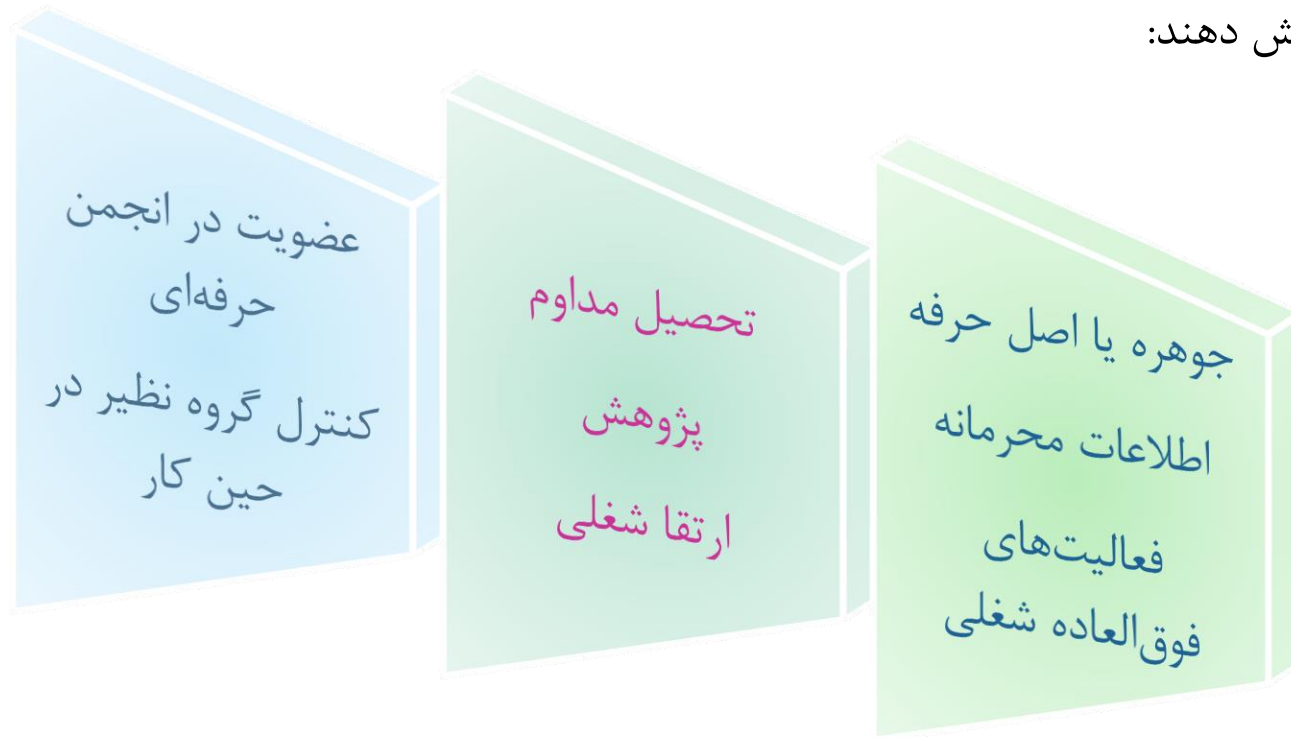 دهند:
جوهره یا اصل حرفه
اطلاعات محرمانه
فعالیت‌های
فوق‌العاده شغلی
تحصیل مداوم
پژوهش
ارتقا شغلی
عضویت در انجمن
حرفه‌ای
کنترل گروه نظیر در
حین کار